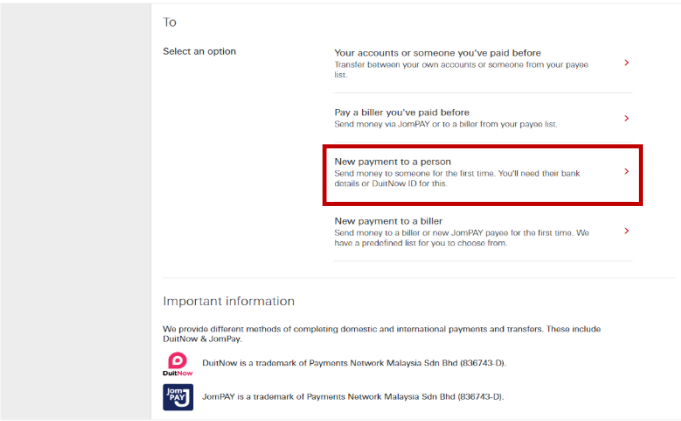 To
Select an option
Your accounts or someone you've paid before
Transfer between your own accounts or someone from your payee
list.
Pay a biller you've paid before
Send money via JomPAY or to a biller from your payee list.
New payment to a person
Send money to someone for the first time. You'll need their bank
details or DuitNow ID for this.
New payment to a biller
Send money to a biller or new JomPAY payee for the first time. We
have a predefined list for you to choose from.
Important information
We provide different methods of completing domestic and international payments and transfers. These include
DuitNow & JomPay.
DuitNow
DuitNow is a trademark of Payments Network Malaysia Sdn Bhd (836743-D).
Jom
PAY
JomPAY is a trademark of Payments Network Malaysia Sdn Bhd (836743-D).